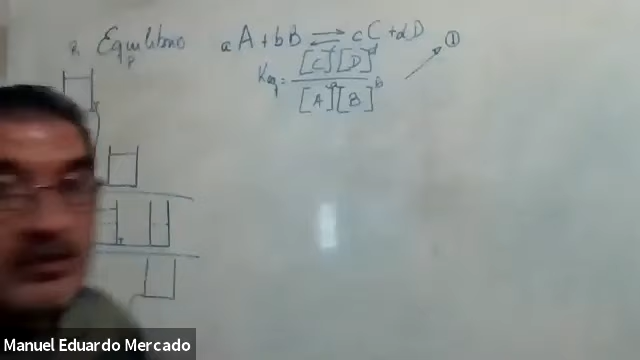 R Equilibrio aA + bB ⇌ cC + dD ①
P
Keq = [C]^c [D]^d / [A]^a [B]^b
Manuel Eduardo Mercado